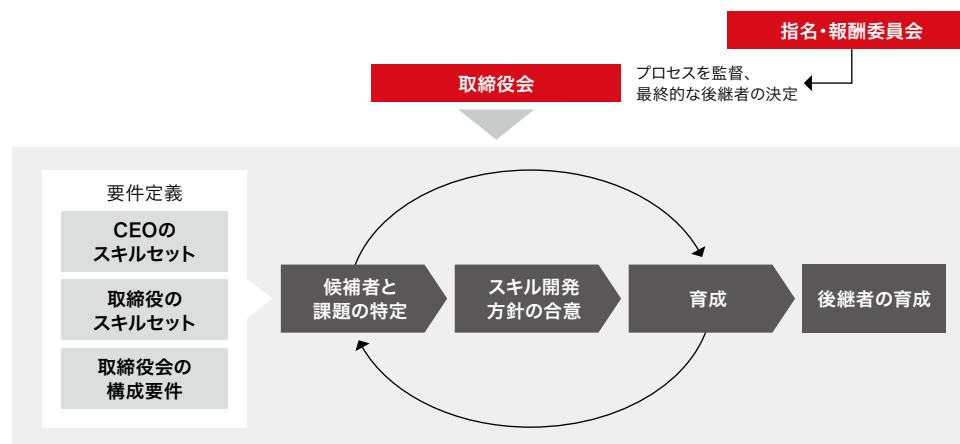 指名・報酬委員会
取締役会
プロセスを監督、
最終的な後継者の決定
要件定義
CEOの
スキルセット
取締役の
スキルセット
取締役会の
構成要件
候補者と
課題の特定
スキル開発
方針の合意
育成
後継者の育成